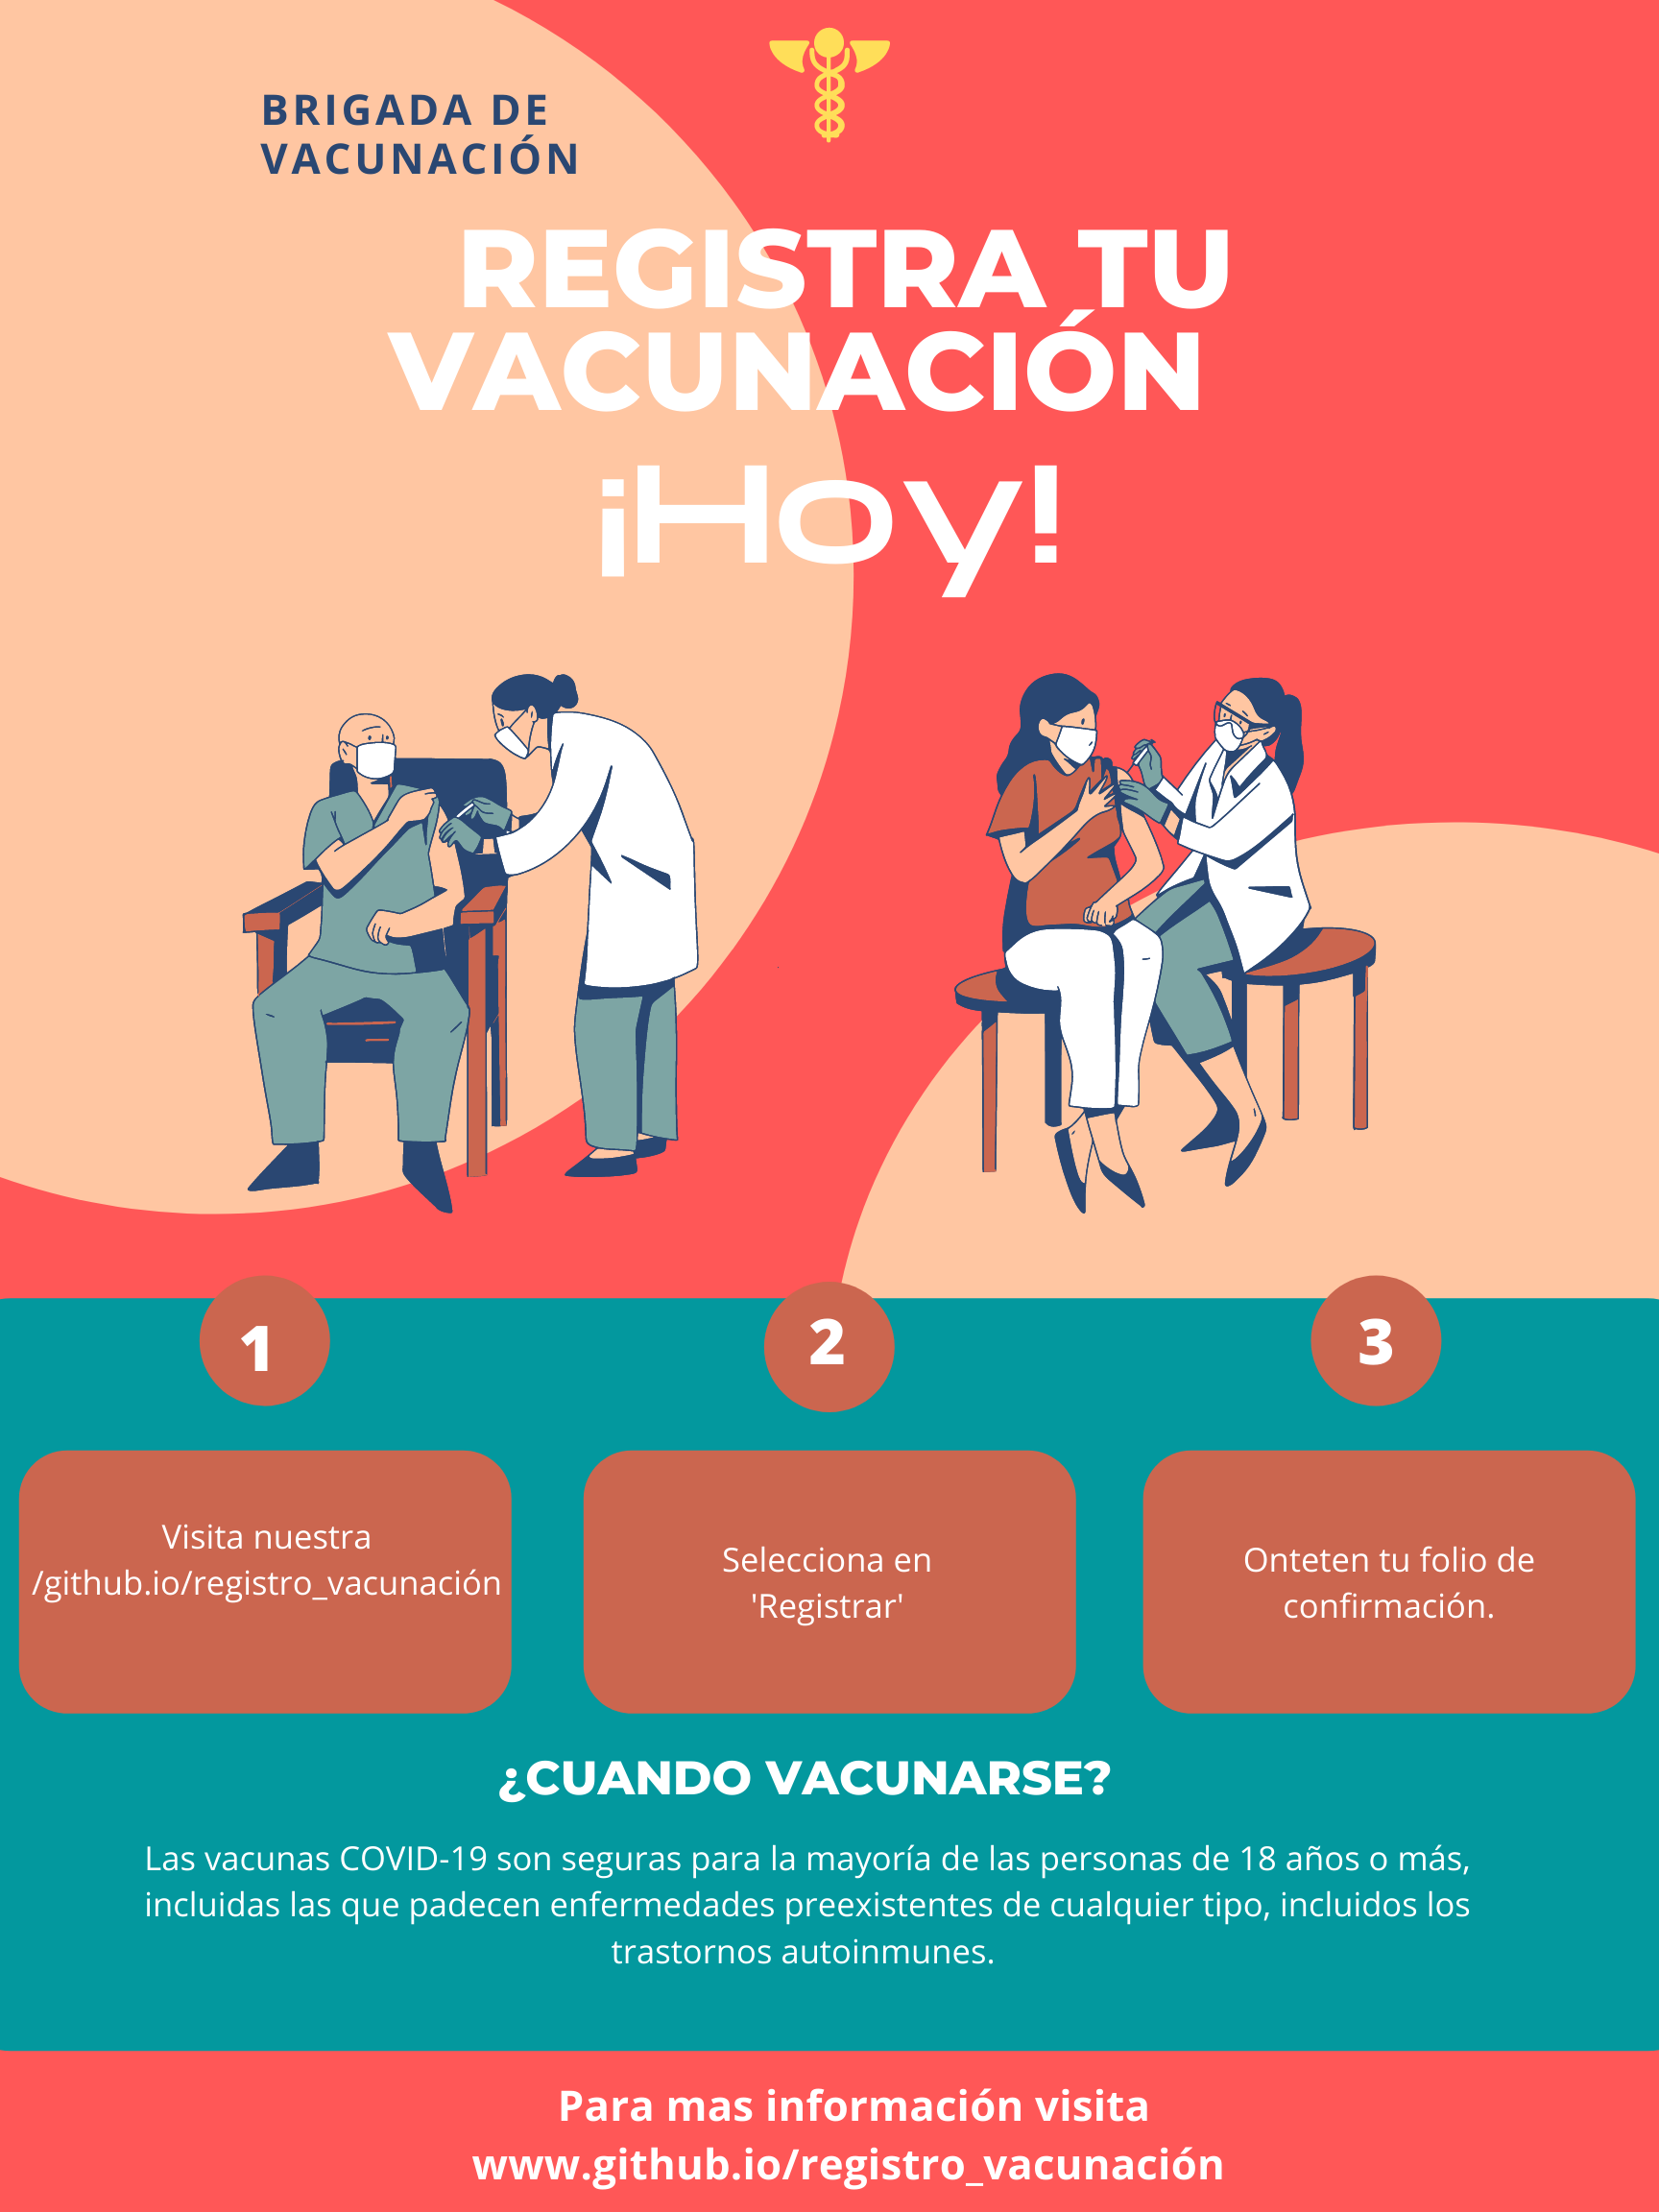 BRIGADA DE
VACUNACIÓN
REGISTRA TU
VACUNACIÓN
¡Hoy!
1
2
3
Visita nuestra
/github.io/registro_vacunación
Selecciona en
'Registrar'
Onteten tu folio de
confirmación.
¿CUANDO VACUNARSE?
Las vacunas COVID-19 son seguras para la mayoría de las personas de 18 años o más,
incluidas las que padecen enfermedades preexistentes de cualquier tipo, incluidos los
trastornos autoinmunes.
Para mas información visita
www.github.io/registro_vacunación